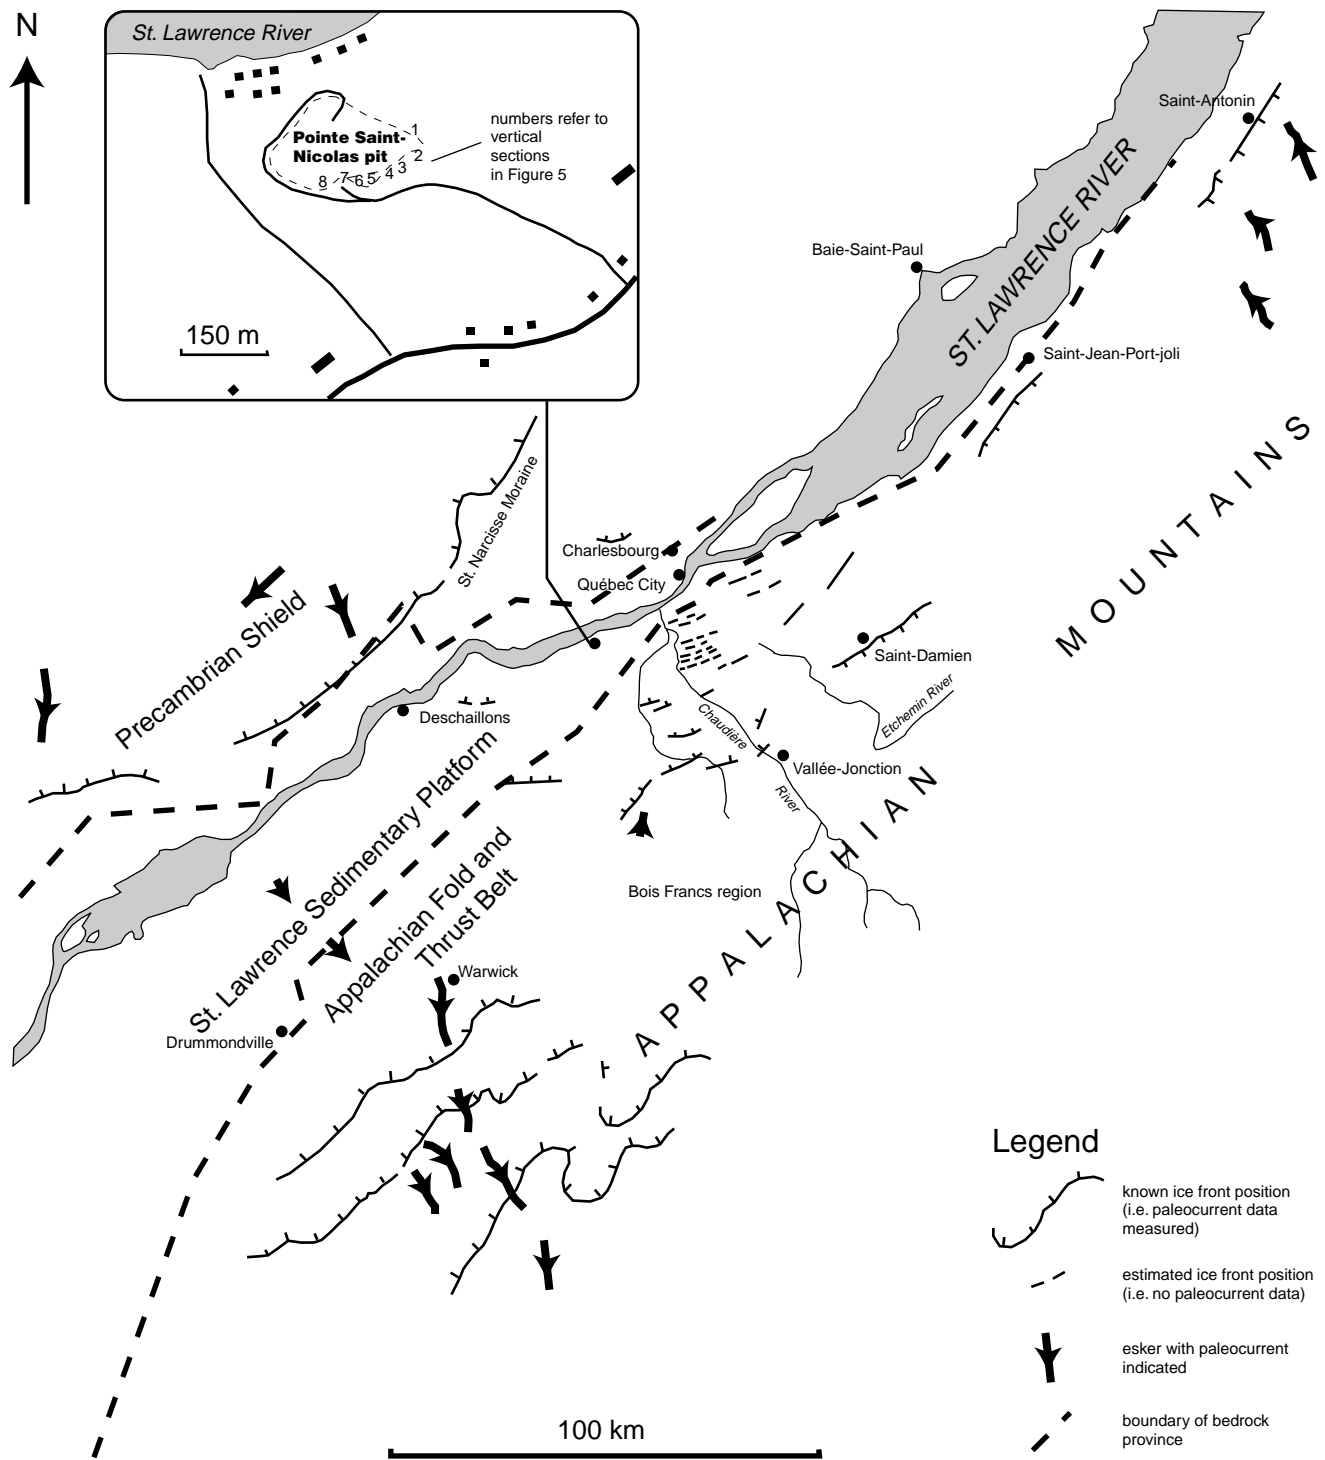 N
St. Lawrence River
Pointe Saint-
Nicolas pit
1
2
3
4
5
6
7
8
numbers refer to
vertical
sections
in Figure 5
150 m
Saint-Antonin
ST. LAWRENCE RIVER
Baie-Saint-Paul
Saint-Jean-Port-joli
St. Narcisse Moraine
Charlesbourg
Québec City
Precambrian Shield
Saint-Damien
Etchemin River
Deschaillons
Chaudière
River
Vallée-Jonction
St. Lawrence Sedimentary Platform
Appalachian Fold and
Thrust Belt
Bois Francs region
APPALACHIAN
MOUNTAINS
Warwick
Drummondville
Legend
known ice front position
(i.e. paleocurrent data
measured)
estimated ice front position
(i.e. no paleocurrent data)
esker with paleocurrent
indicated
boundary of bedrock
province
100 km